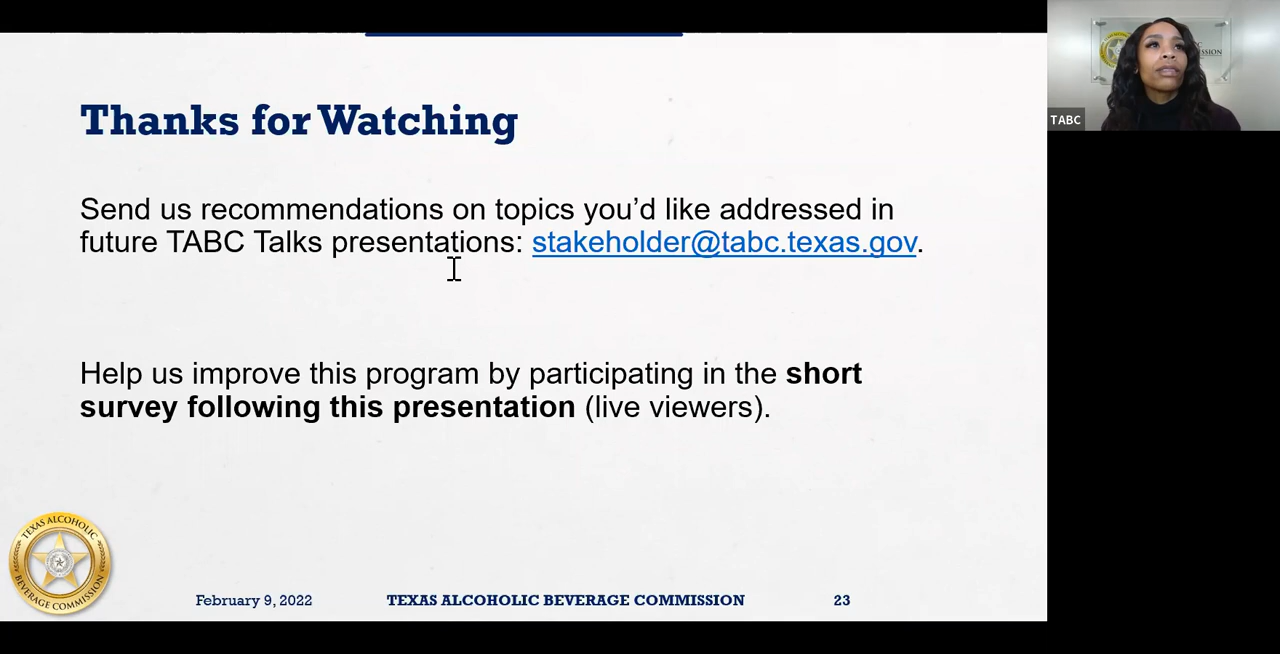 Thanks for Watching
Send us recommendations on topics you’d like addressed in
future TABC Talks presentations: stakeholder@tabc.texas.gov.
Help us improve this program by participating in the short
survey following this presentation (live viewers).
TEXAS ALCOHOLIC
BEVERAGE COMMISSION
February 9, 2022
TEXAS ALCOHOLIC BEVERAGE COMMISSION
23
TABC